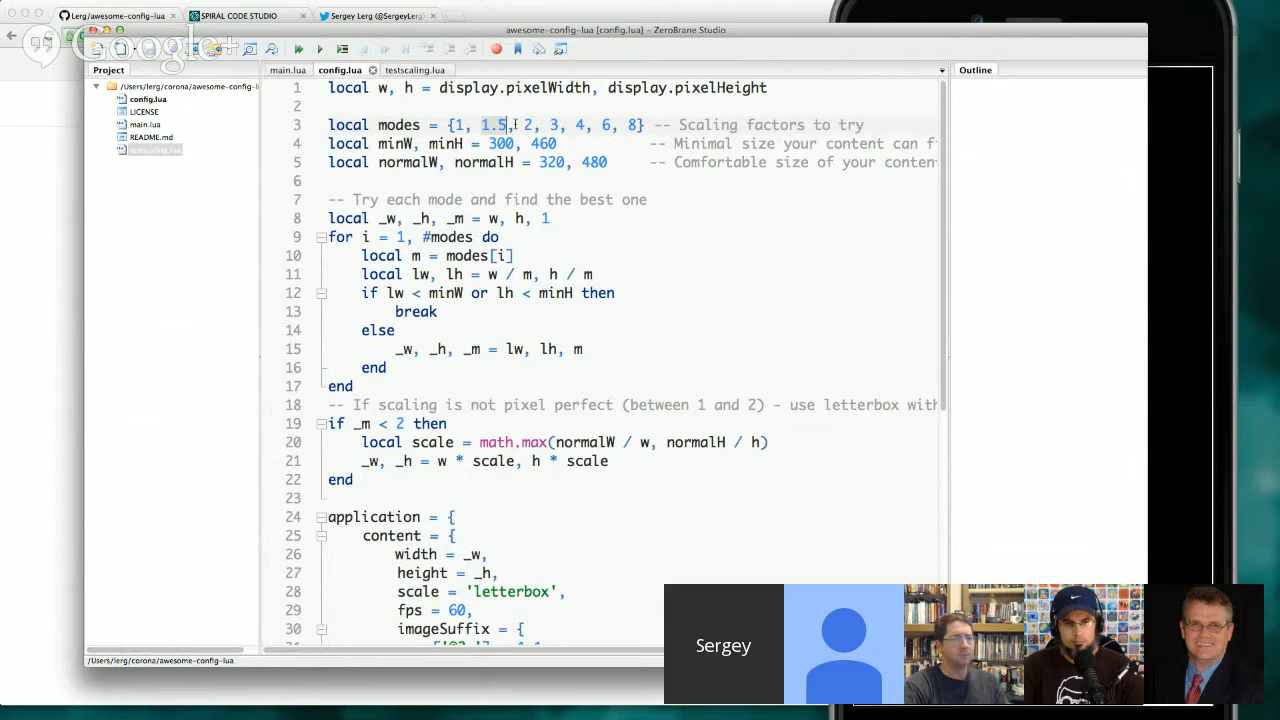 Lerg/awesome-config-lua
SPIRAL CODE STUDIO
Sergey Lerg (@SergeyLerg)
Google+
awesome-config-lua [config.lua] - ZeroBrane Studio
Project
main.lua
config.lua
testscaling.lua
Outline
/Users/lerg/corona/awesome-config-l
config.lua
LICENSE
main.lua
README.md
testscaling.lua
1 local w, h = display.pixelWidth, display.pixelHeight
2
3 local modes = {1, 1.5, 2, 3, 4, 6, 8} -- Scaling factors to try
4 local minW, minH = 300, 460 -- Minimal size your content can f
5 local normalW, normalH = 320, 480 -- Comfortable size of your conten
6
7 -- Try each mode and find the best one
8 local _w, _h, _m = w, h, 1
9 for i = 1, #modes do
10 local m = modes[i]
11 local lw, lh = w / m, h / m
12 if lw < minW or lh < minH then
13 break
14 else
15 _w, _h, _m = lw, lh, m
16 end
17 end
18 -- If scaling is not pixel perfect (between 1 and 2) - use letterbox wit
19 if _m < 2 then
20 local scale = math.max(normalW / w, normalH / h)
21 _w, _h = w * scale, h * scale
22 end
23
24 application = {
25 content = {
26 width = _w,
27 height = _h,
28 scale = 'letterbox',
29 fps = 60,
30 imageSuffix = {
/Users/lerg/corona/awesome-config-lua
Sergey